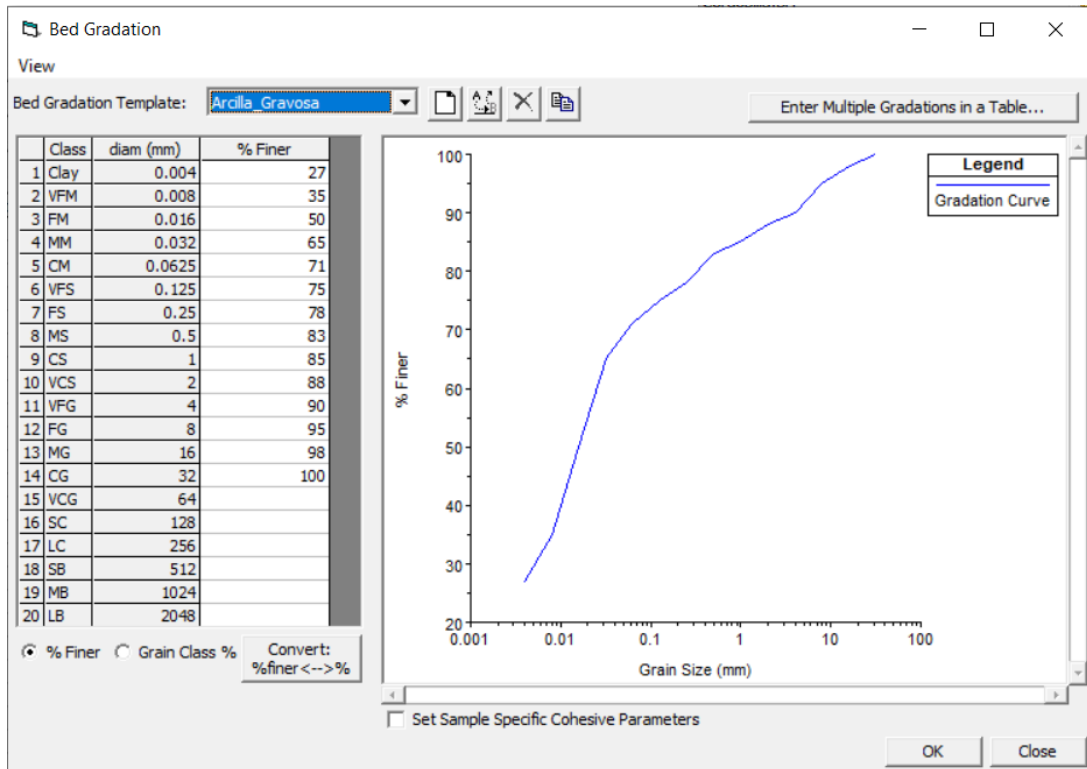 Bed Gradation
View
Bed Gradation Template: Arcilla_Gravosa
Enter Multiple Gradations in a Table...
Class diam (mm) % Finer
1 Clay 0.004 27
2 VFM 0.008 35
3 FM 0.016 50
4 MM 0.032 65
5 CM 0.0625 71
6 VFS 0.125 75
7 FS 0.25 78
8 MS 0.5 83
9 CS 1 85
10 VCS 2 88
11 VFG 4 90
12 FG 8 95
13 MG 16 98
14 CG 32 100
15 VCG 64
16 SC 128
17 LC 256
18 SB 512
19 MB 1024
20 LB 2048
% Finer Grain Class %
Convert:
%finer<-->%
100
90
80
70
60
50
40
30
20
% Finer
0.001 0.01 0.1 1 10 100
Grain Size (mm)
Legend
Gradation Curve
Set Sample Specific Cohesive Parameters
OK Close